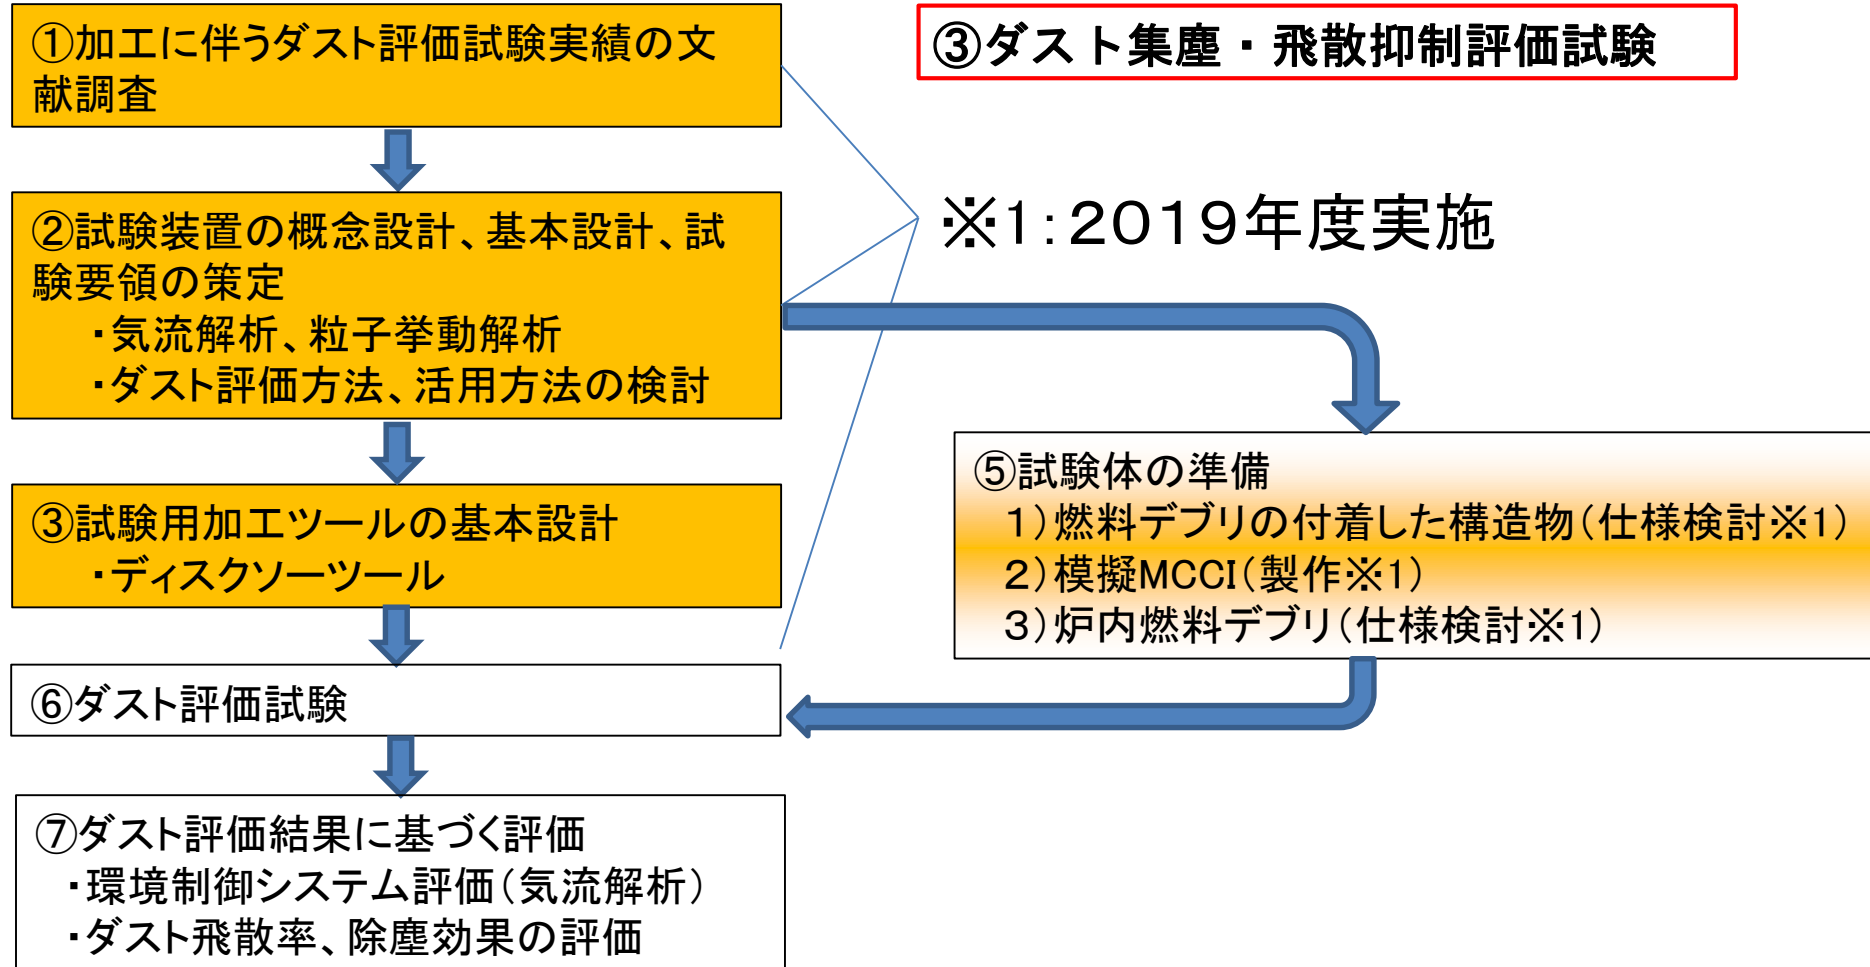 ①加工に伴うダスト評価試験実績の文
献調査
③ダスト集塵・飛散抑制評価試験
※1：２０１９年度実施
②試験装置の概念設計、基本設計、試
験要領の策定
・気流解析、粒子挙動解析
・ダスト評価方法、活用方法の検討
③試験用加工ツールの基本設計
・ディスクソーツール
⑤試験体の準備
１）燃料デブリの付着した構造物（仕様検討※1）
２）模擬MCCI（製作※1）
３）炉内燃料デブリ（仕様検討※1）
⑥ダスト評価試験
⑦ダスト評価結果に基づく評価
・環境制御システム評価（気流解析）
・ダスト飛散率、除塵効果の評価